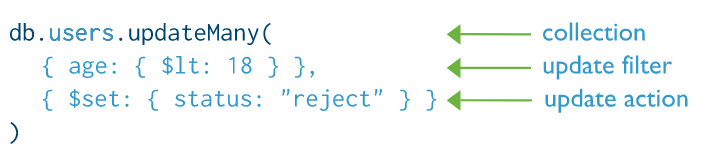 db.users.updateMany( collection
{ age: { $lt: 18 } }, update filter
{ $set: { status: "reject" } } update action
)